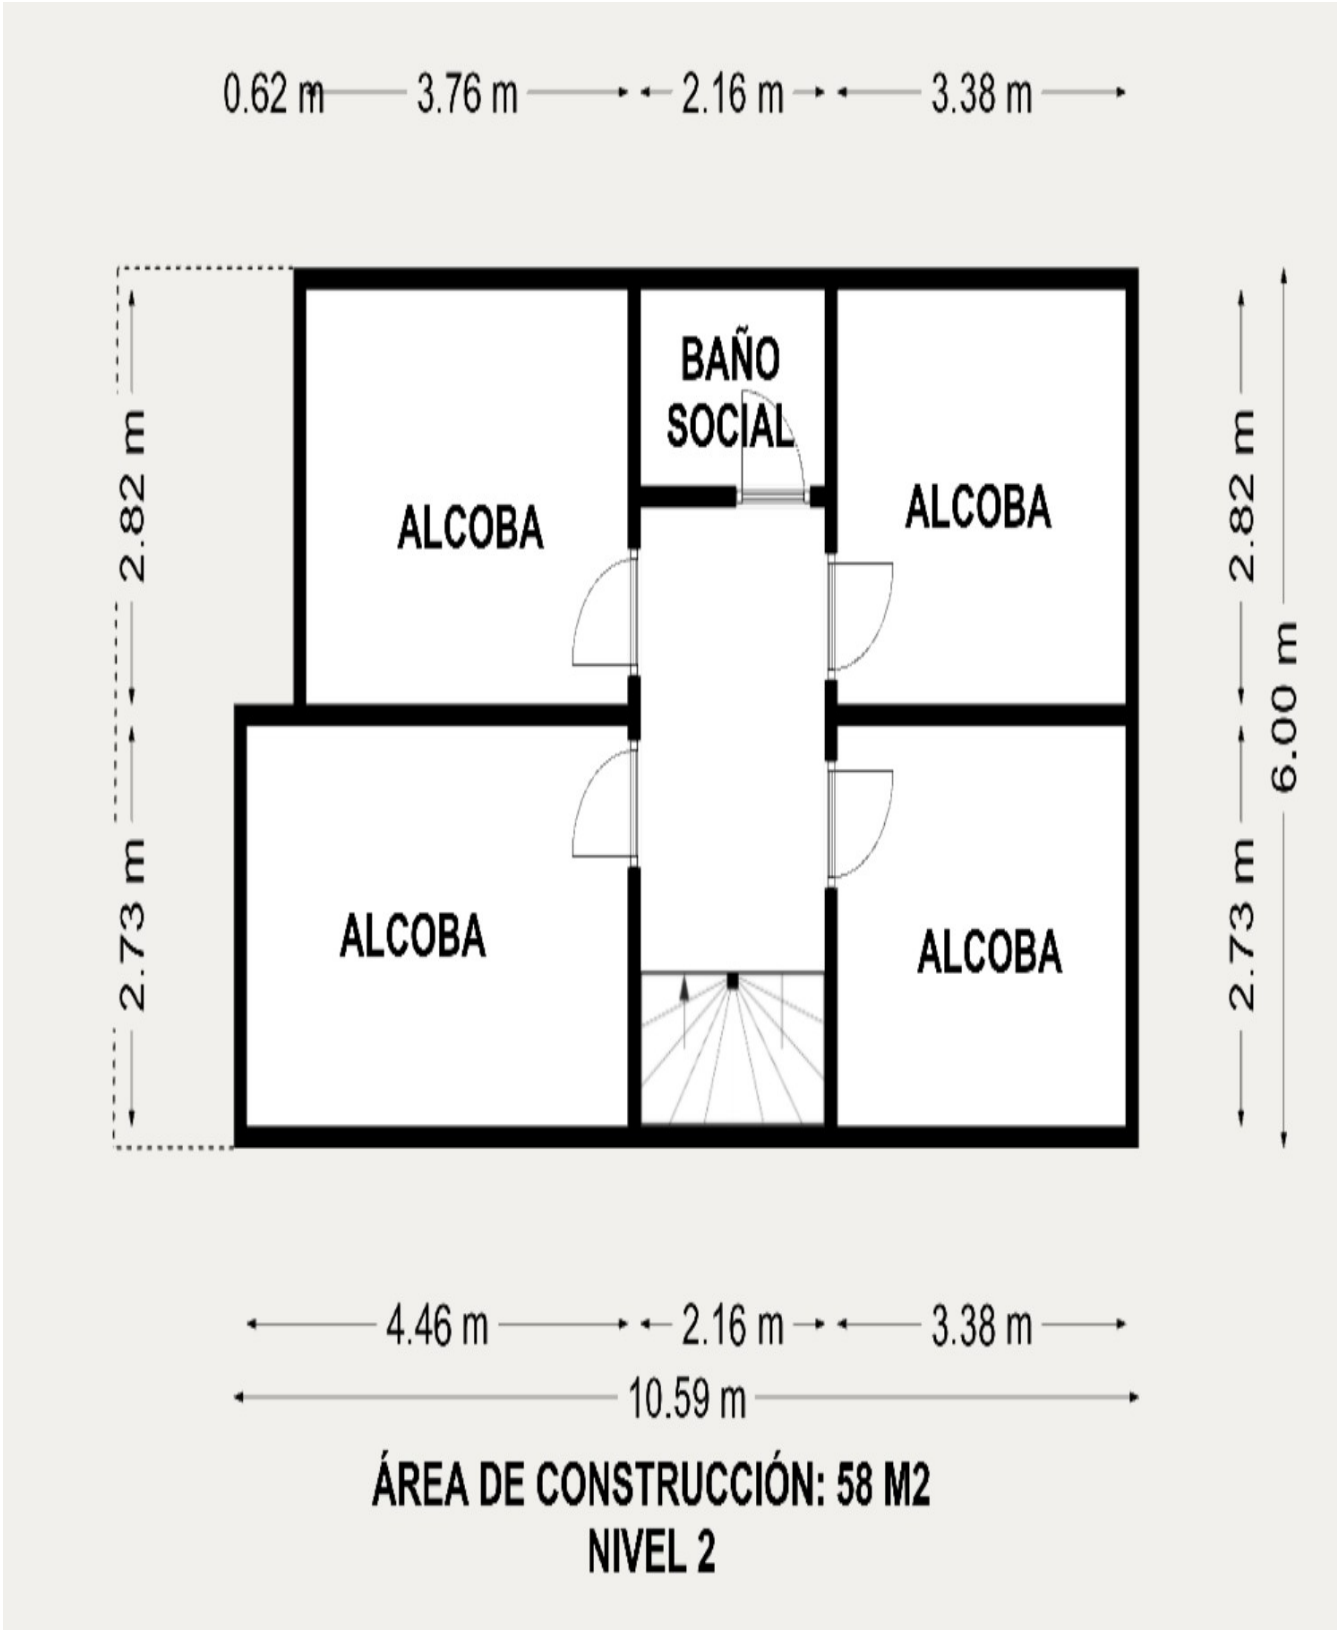 0.62 m 3.76 m 2.16 m 3.38 m
BAÑO
SOCIAL
2.82 m
ALCOBA
ALCOBA
2.82 m
6.00 m
2.73 m
ALCOBA
ALCOBA
2.73 m
4.46 m 2.16 m 3.38 m
10.59 m
ÁREA DE CONSTRUCCIÓN: 58 M2
NIVEL 2